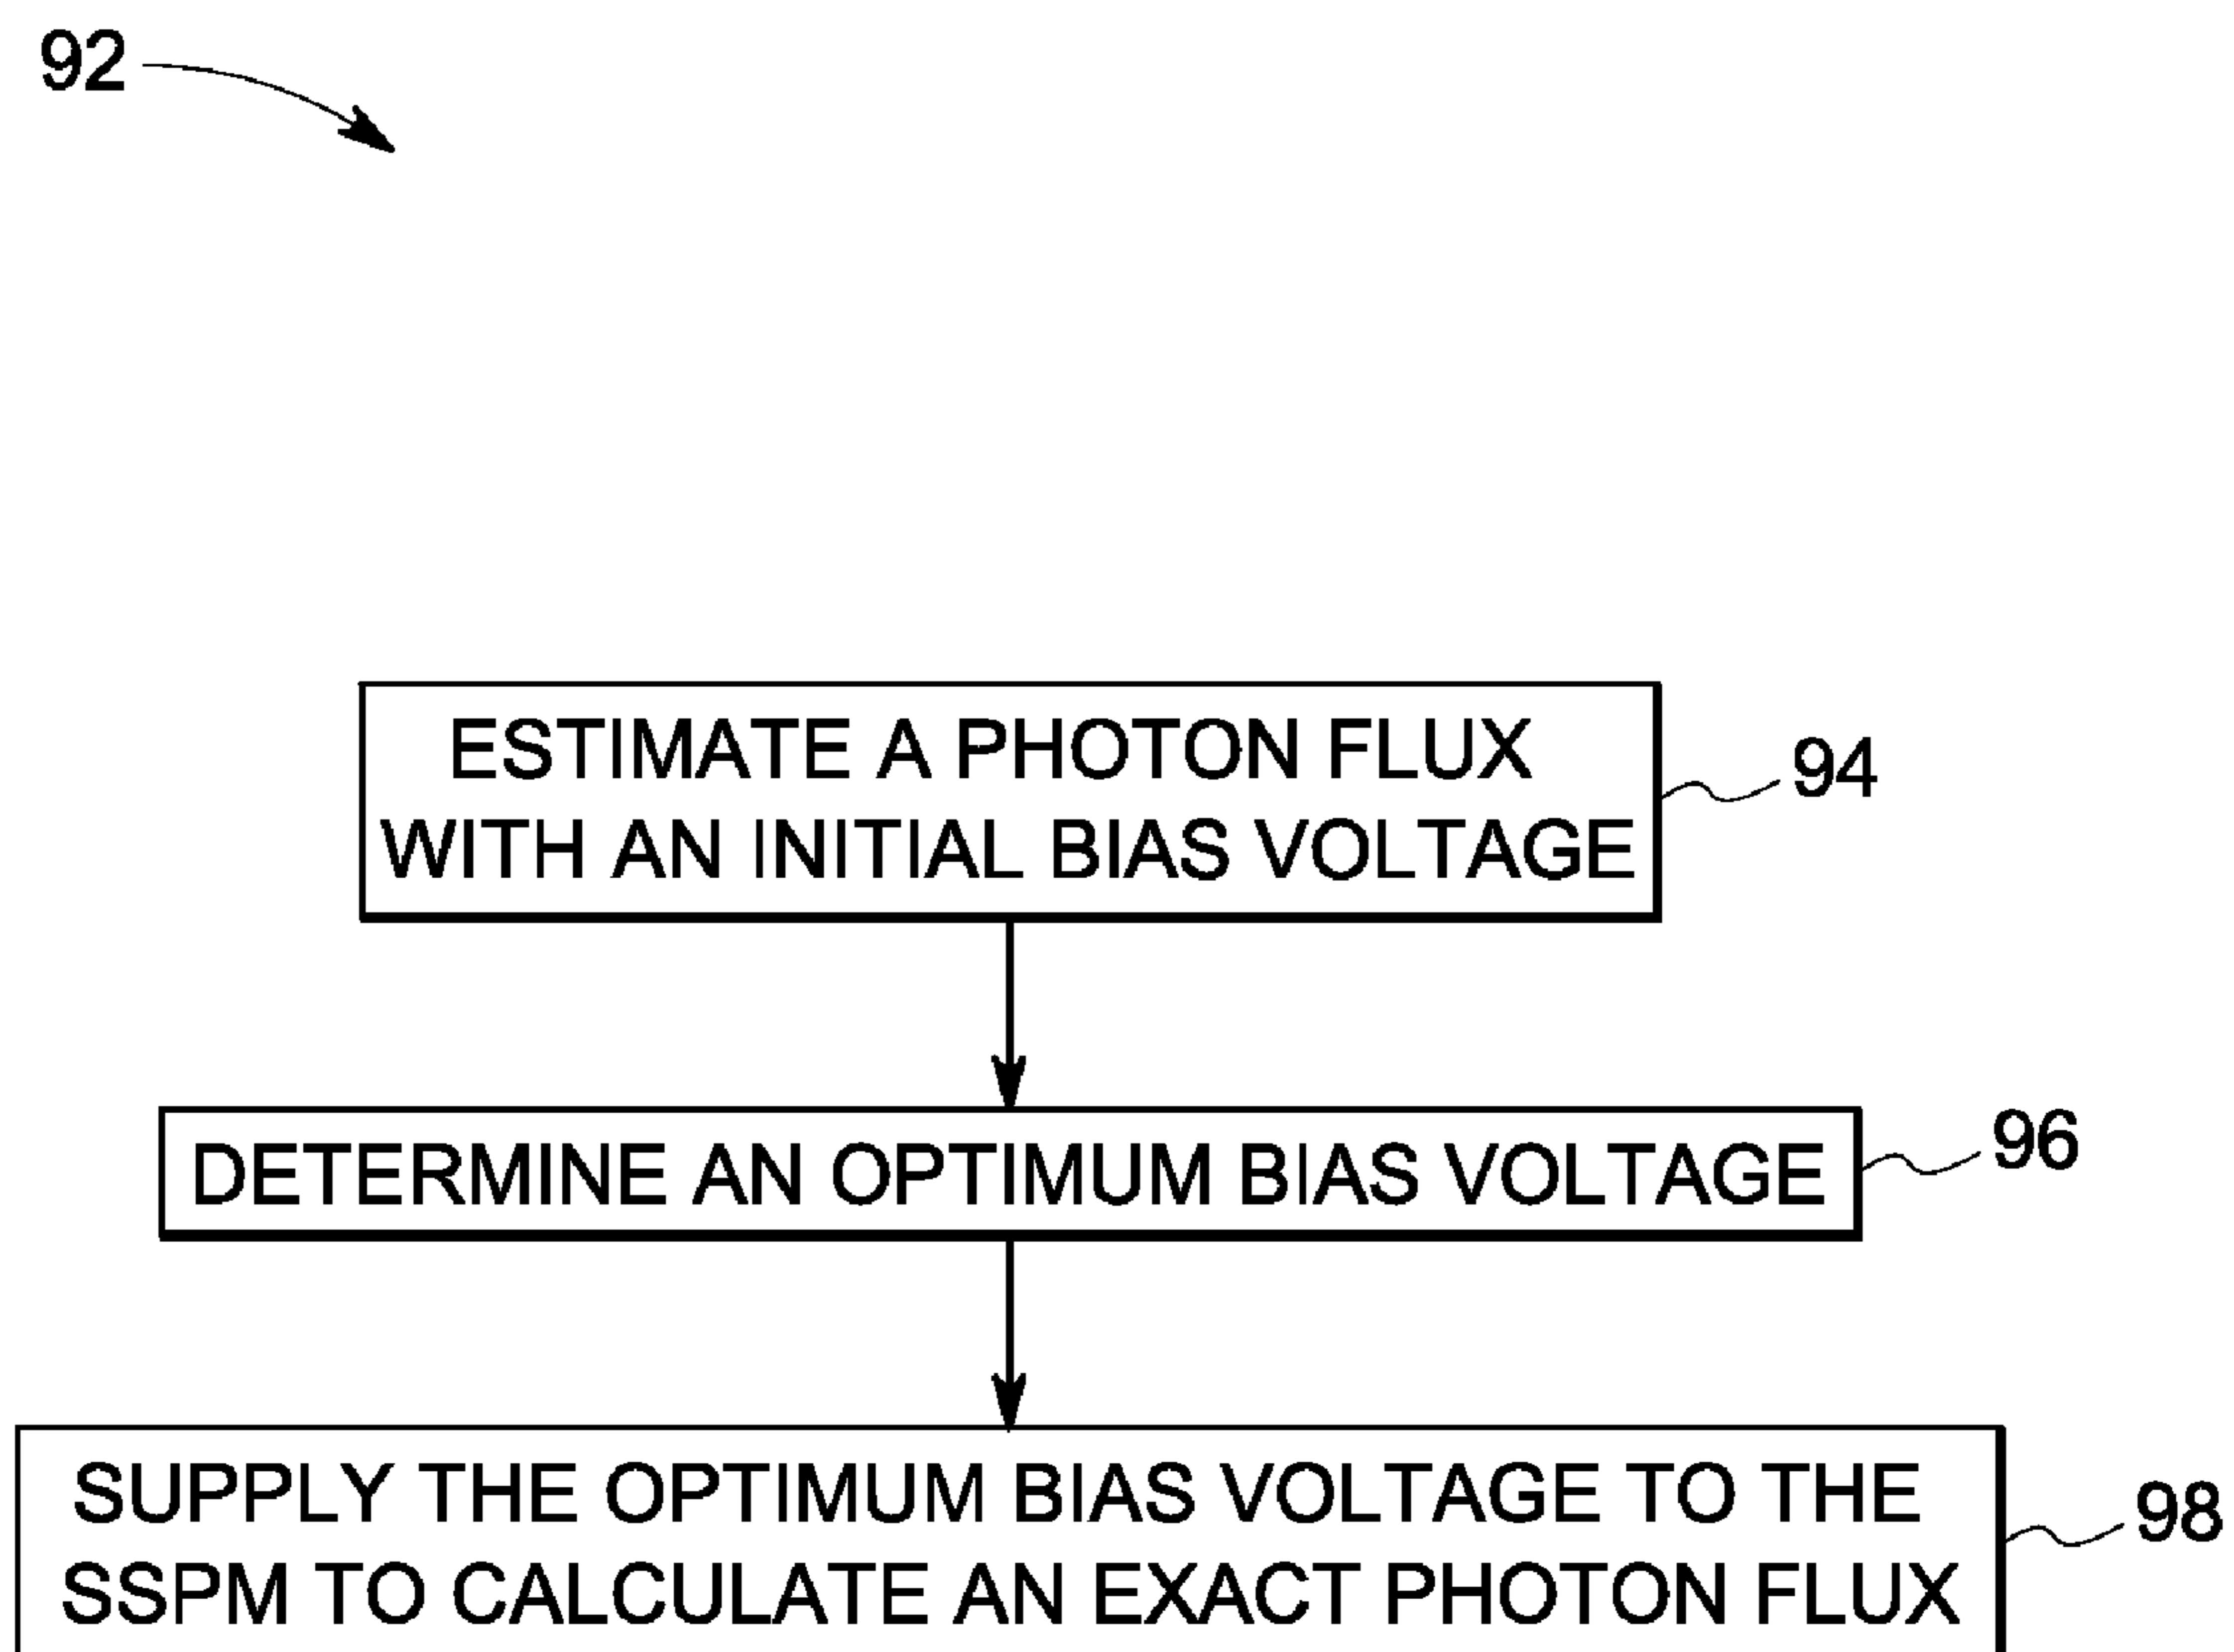 92
ESTIMATE A PHOTON FLUX
WITH AN INITIAL BIAS VOLTAGE
94
DETERMINE AN OPTIMUM BIAS VOLTAGE
96
SUPPLY THE OPTIMUM BIAS VOLTAGE TO THE
SSPM TO CALCULATE AN EXACT PHOTON FLUX
98